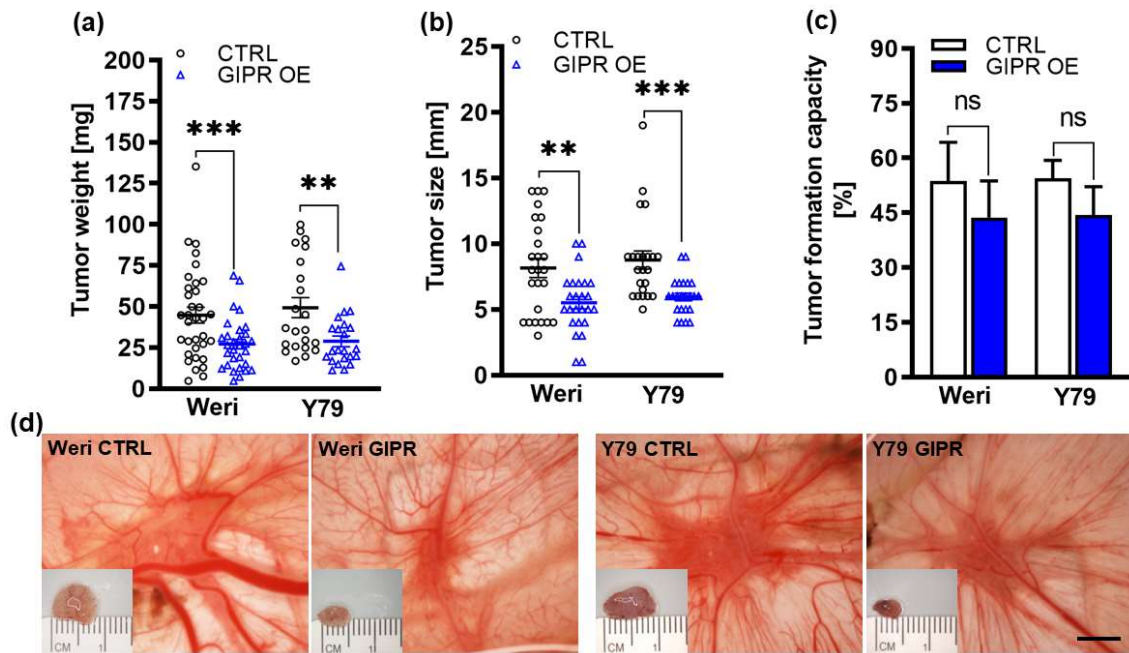 (a)
Tumor weight [mg]
200
175
150
125
100
75
50
25
0
CTRL
GIPR OE
***
**
Weri
Y79
(b)
Tumor size [mm]
25
20
15
10
5
0
CTRL
GIPR OE
**
***
Weri
Y79
(c)
Tumor formation capacity
[%]
90
75
60
45
30
15
0
CTRL
GIPR OE
ns
ns
Weri
Y79
(d)
Weri CTRL
CM 1
Weri GIPR
CM 1
Y79 CTRL
CM 1
Y79 GIPR
CM 1